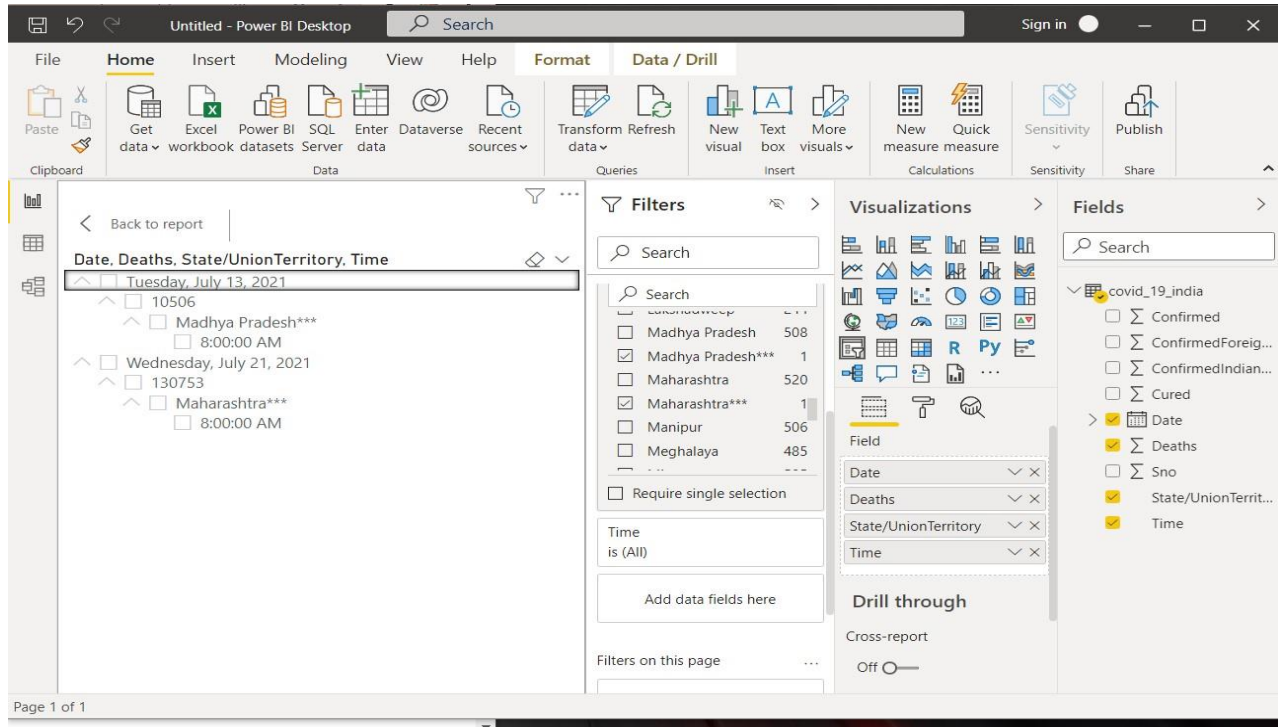 Untitled - Power BI Desktop
Search
Sign in
File Home Insert Modeling View Help Format Data / Drill
Paste
Get data
Excel workbook
Power BI datasets
SQL Server
Enter data
Dataverse
Recent sources
Transform data
Refresh
New visual
Text box
More visuals
New measure
Quick measure
Sensitivity
Publish
Clipboard
Data
Queries
Insert
Calculations
Sensitivity
Share
Back to report
Date, Deaths, State/UnionTerritory, Time
Tuesday, July 13, 2021
10506
Madhya Pradesh***
8:00:00 AM
Wednesday, July 21, 2021
130753
Maharashtra***
8:00:00 AM
Filters
Search
Search
Madhya Pradesh 508
Madhya Pradesh*** 1
Maharashtra 520
Maharashtra*** 1
Manipur 506
Meghalaya 485
Require single selection
Time
is (All)
Add data fields here
Filters on this page ...
Visualizations
123
R Py
...
Field
Date
Deaths
State/UnionTerritory
Time
Drill through
Cross-report
Off
Fields
Search
covid_19_india
Confirmed
ConfirmedForeig...
ConfirmedIndian...
Cured
Date
Deaths
Sno
State/UnionTerrit...
Time
Page 1 of 1